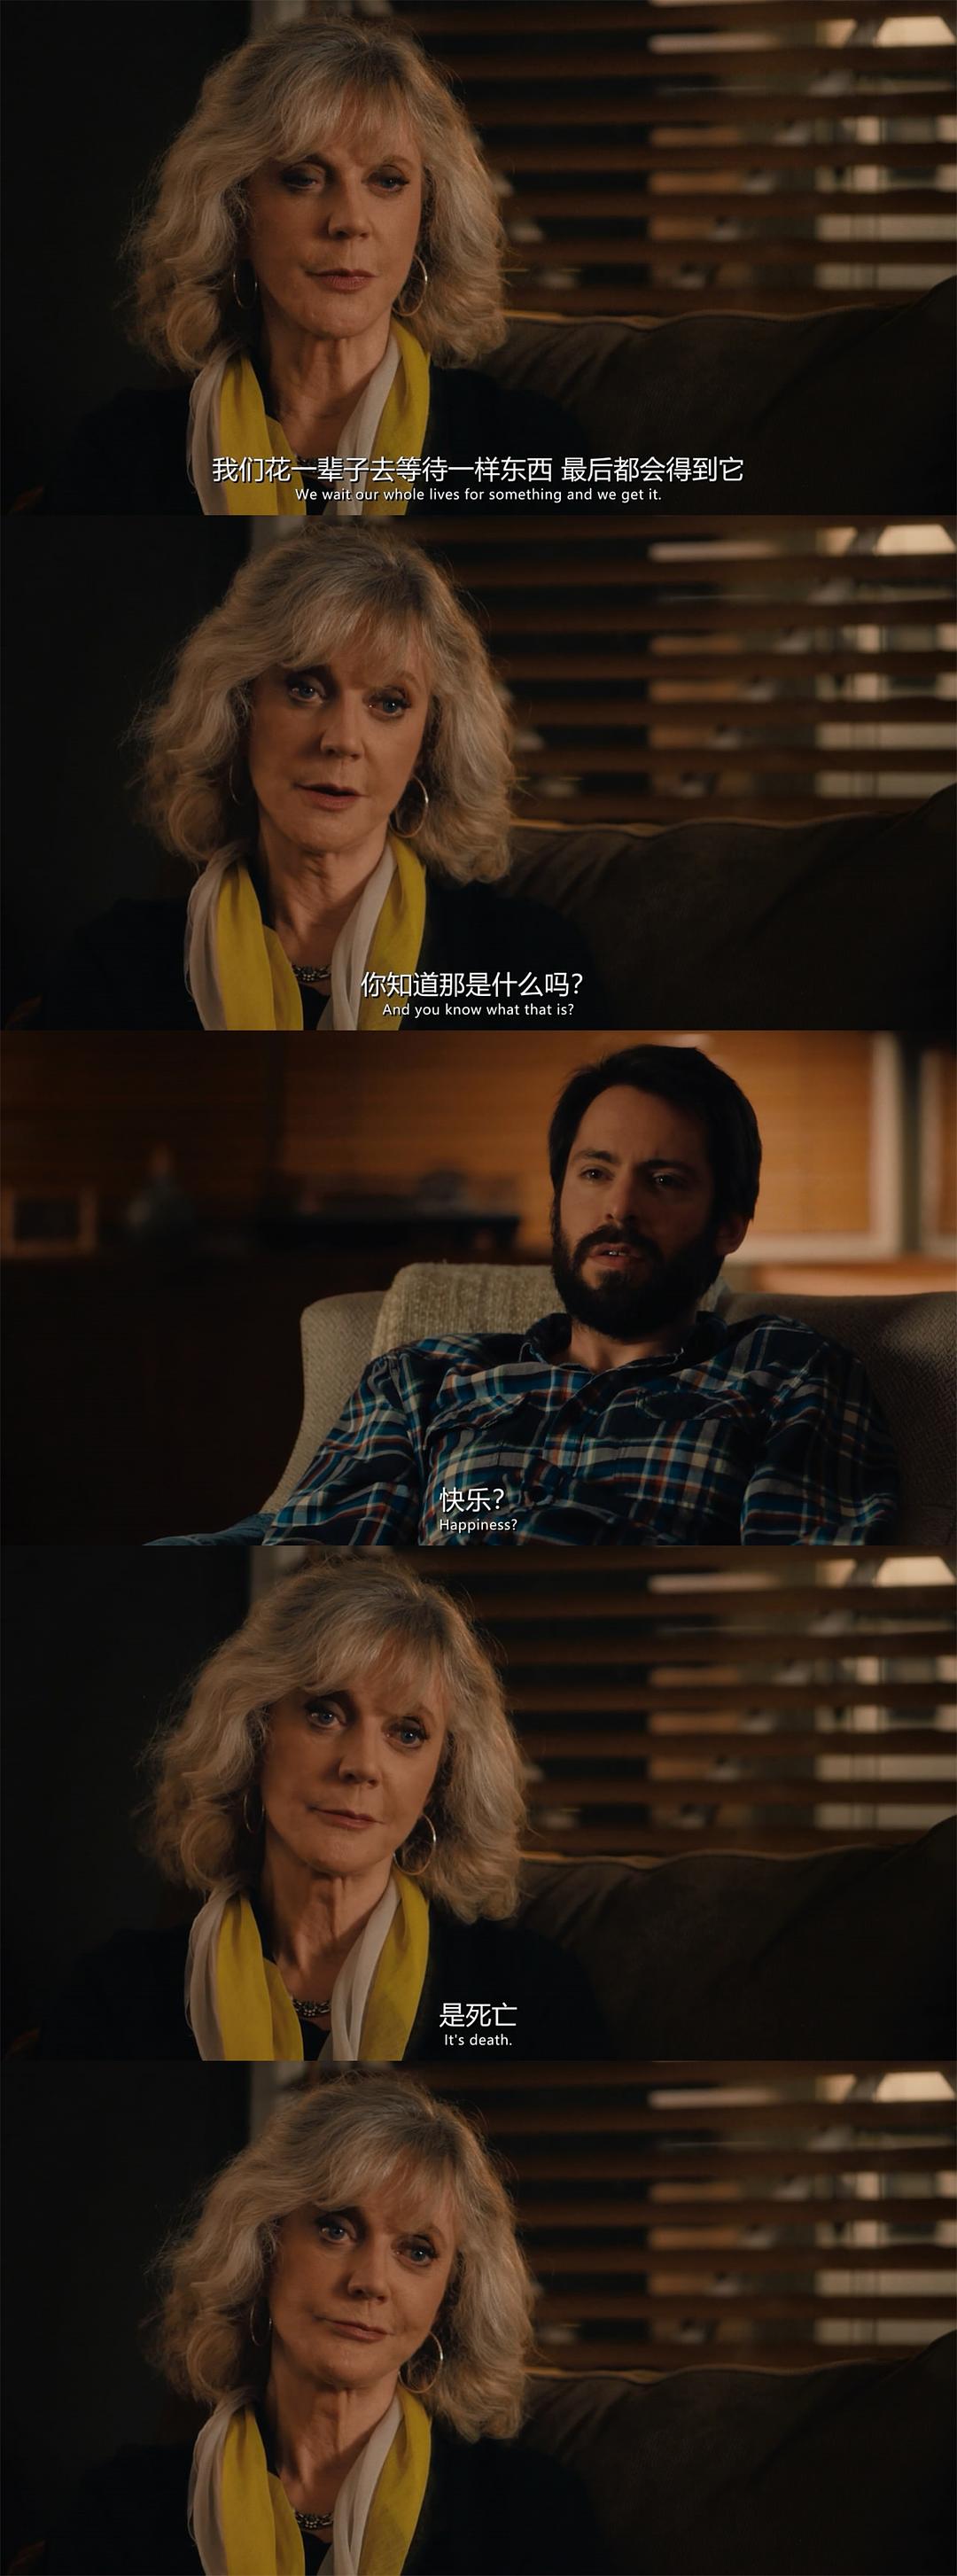 我们花一辈子去等待一样东西 最后都会得到它
We wait our whole lives for something and we get it.
你知道那是什么吗?
And you know what that is?
快乐?
Happiness?
是死亡
It's death.